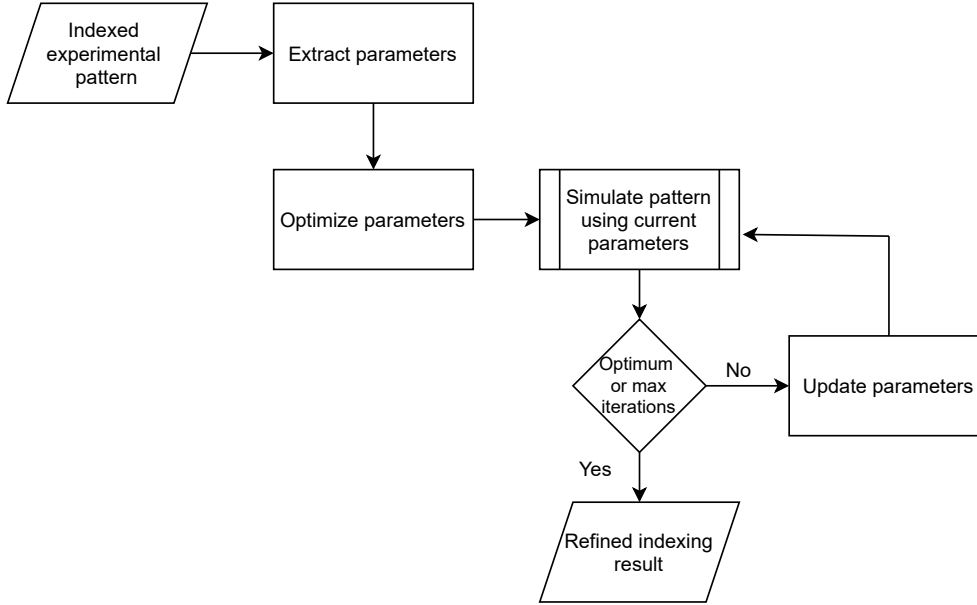 Indexed
experimental
pattern
Extract parameters
Optimize parameters
Simulate pattern
using current
parameters
Optimum
or max
iterations
No
Update parameters
Yes
Refined indexing
result